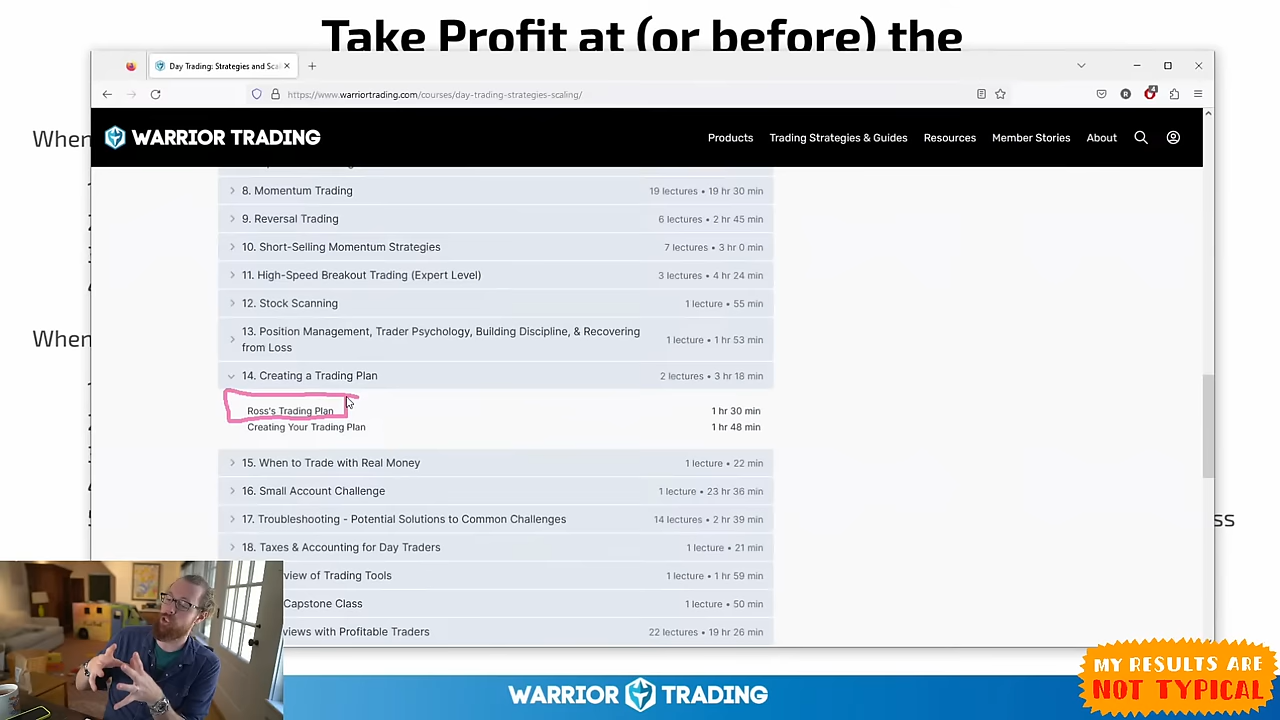 Take Profit at (or before) the
Day Trading: Strategies and Scal
https://www.warriortrading.com/courses/day-trading-strategies-scaling/
WARRIOR TRADING
Products
Trading Strategies & Guides
Resources
Member Stories
About
When
8. Momentum Trading 19 lectures • 19 hr 30 min
9. Reversal Trading 6 lectures • 2 hr 45 min
10. Short-Selling Momentum Strategies 7 lectures • 3 hr 0 min
11. High-Speed Breakout Trading (Expert Level) 3 lectures • 4 hr 24 min
12. Stock Scanning 1 lecture • 55 min
13. Position Management, Trader Psychology, Building Discipline, & Recovering
from Loss 1 lecture • 1 hr 53 min
When
14. Creating a Trading Plan 2 lectures • 3 hr 18 min
Ross's Trading Plan 1 hr 30 min
Creating Your Trading Plan 1 hr 48 min
15. When to Trade with Real Money 1 lecture • 22 min
16. Small Account Challenge 1 lecture • 23 hr 36 min
17. Troubleshooting - Potential Solutions to Common Challenges 14 lectures • 2 hr 39 min
ss
18. Taxes & Accounting for Day Traders 1 lecture • 21 min
view of Trading Tools 1 lecture • 1 hr 59 min
Capstone Class 1 lecture • 50 min
views with Profitable Traders 22 lectures • 19 hr 26 min
MY RESULTS ARE
NOT TYPICAL
WARRIOR TRADING